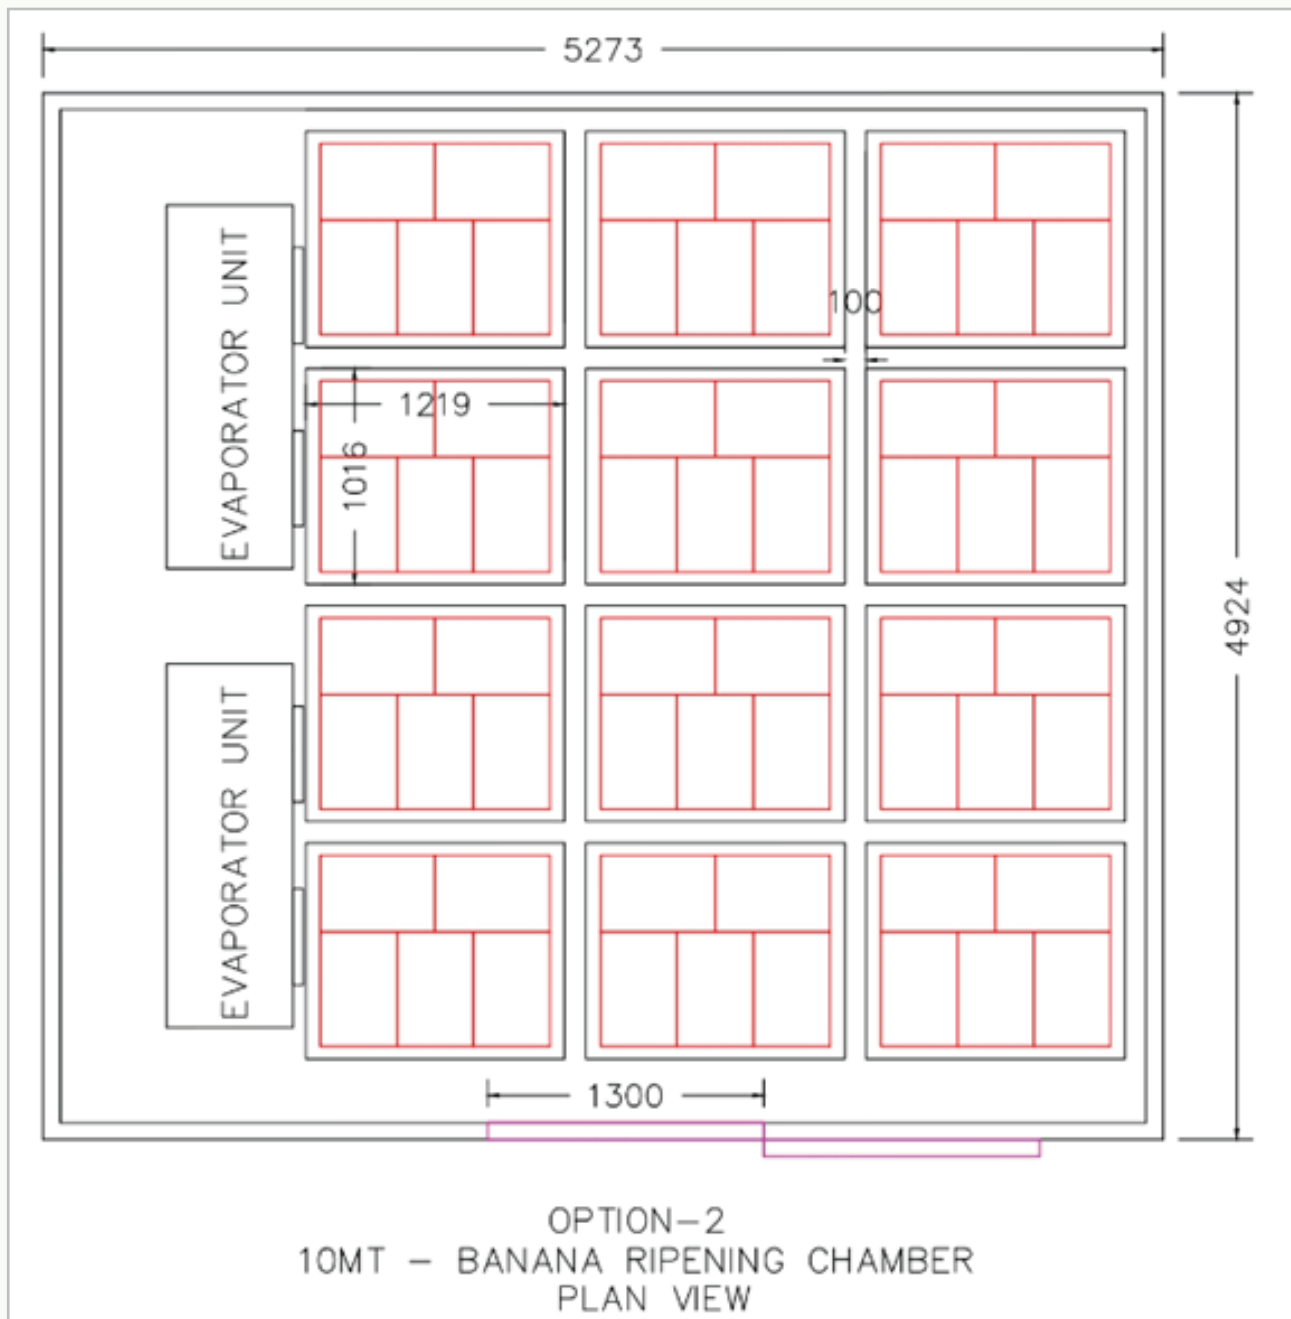 5273
EVAPORATOR UNIT
100
1219
1016
4924
EVAPORATOR UNIT
1300
OPTION-2
10MT - BANANA RIPENING CHAMBER
PLAN VIEW